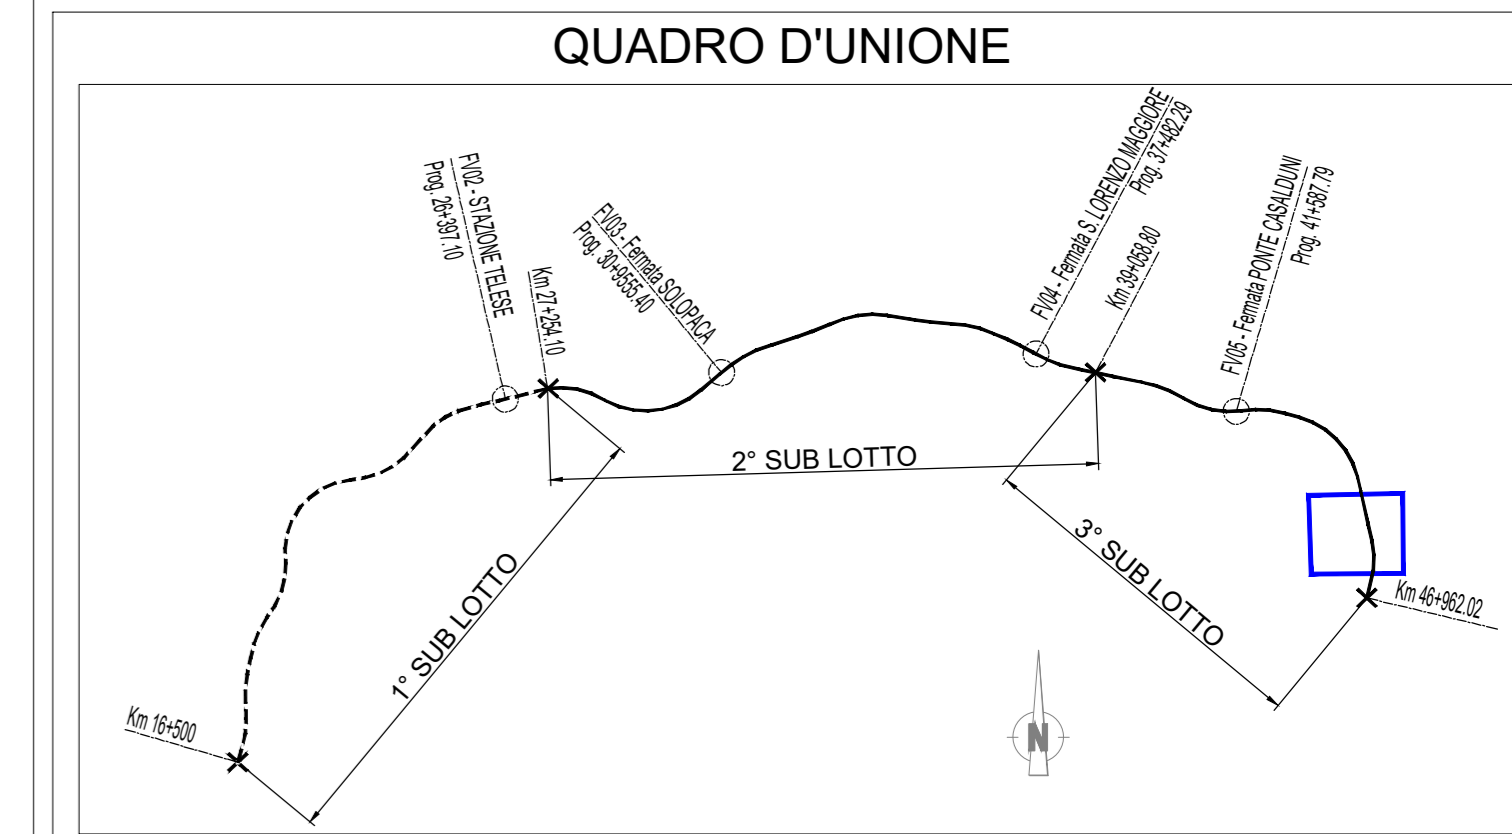 QUADRO D'UNIONE
FV02 - STAZIONE TELESE
Prog. 26+397.10
Km 27+254.10
FV03 - Fermata SOLOPACA
Prog. 30+9555.40
FV04 - Fermata S. LORENZO MAGGIORE
Prog. 37+482.29
Km 39+058.80
FV05 - Fermata PONTE CASALDUNI
Prog. 41+587.79
2° SUB LOTTO
1° SUB LOTTO
3° SUB LOTTO
Km 46+962.02
Km 16+500
N